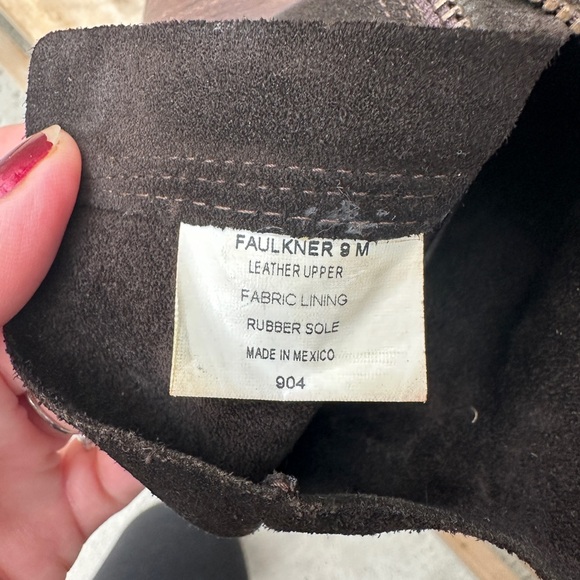 FAULKNER 9 M
LEATHER UPPER
FABRIC LINING
RUBBER SOLE
MADE IN MEXICO
904